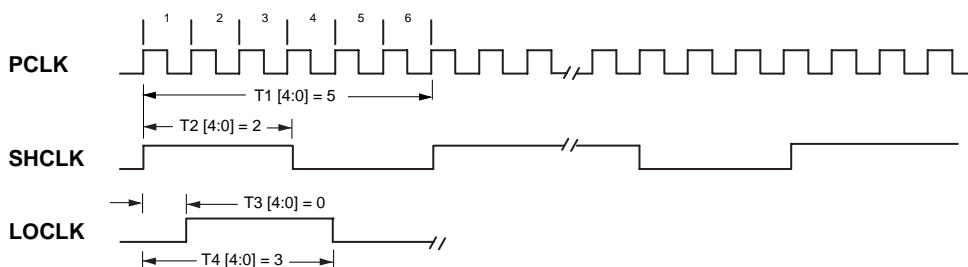 1 2 3 4 5 6
PCLK
T1 [4:0] = 5
T2 [4:0] = 2
SHCLK
T3 [4:0] = 0
LOCLK
T4 [4:0] = 3